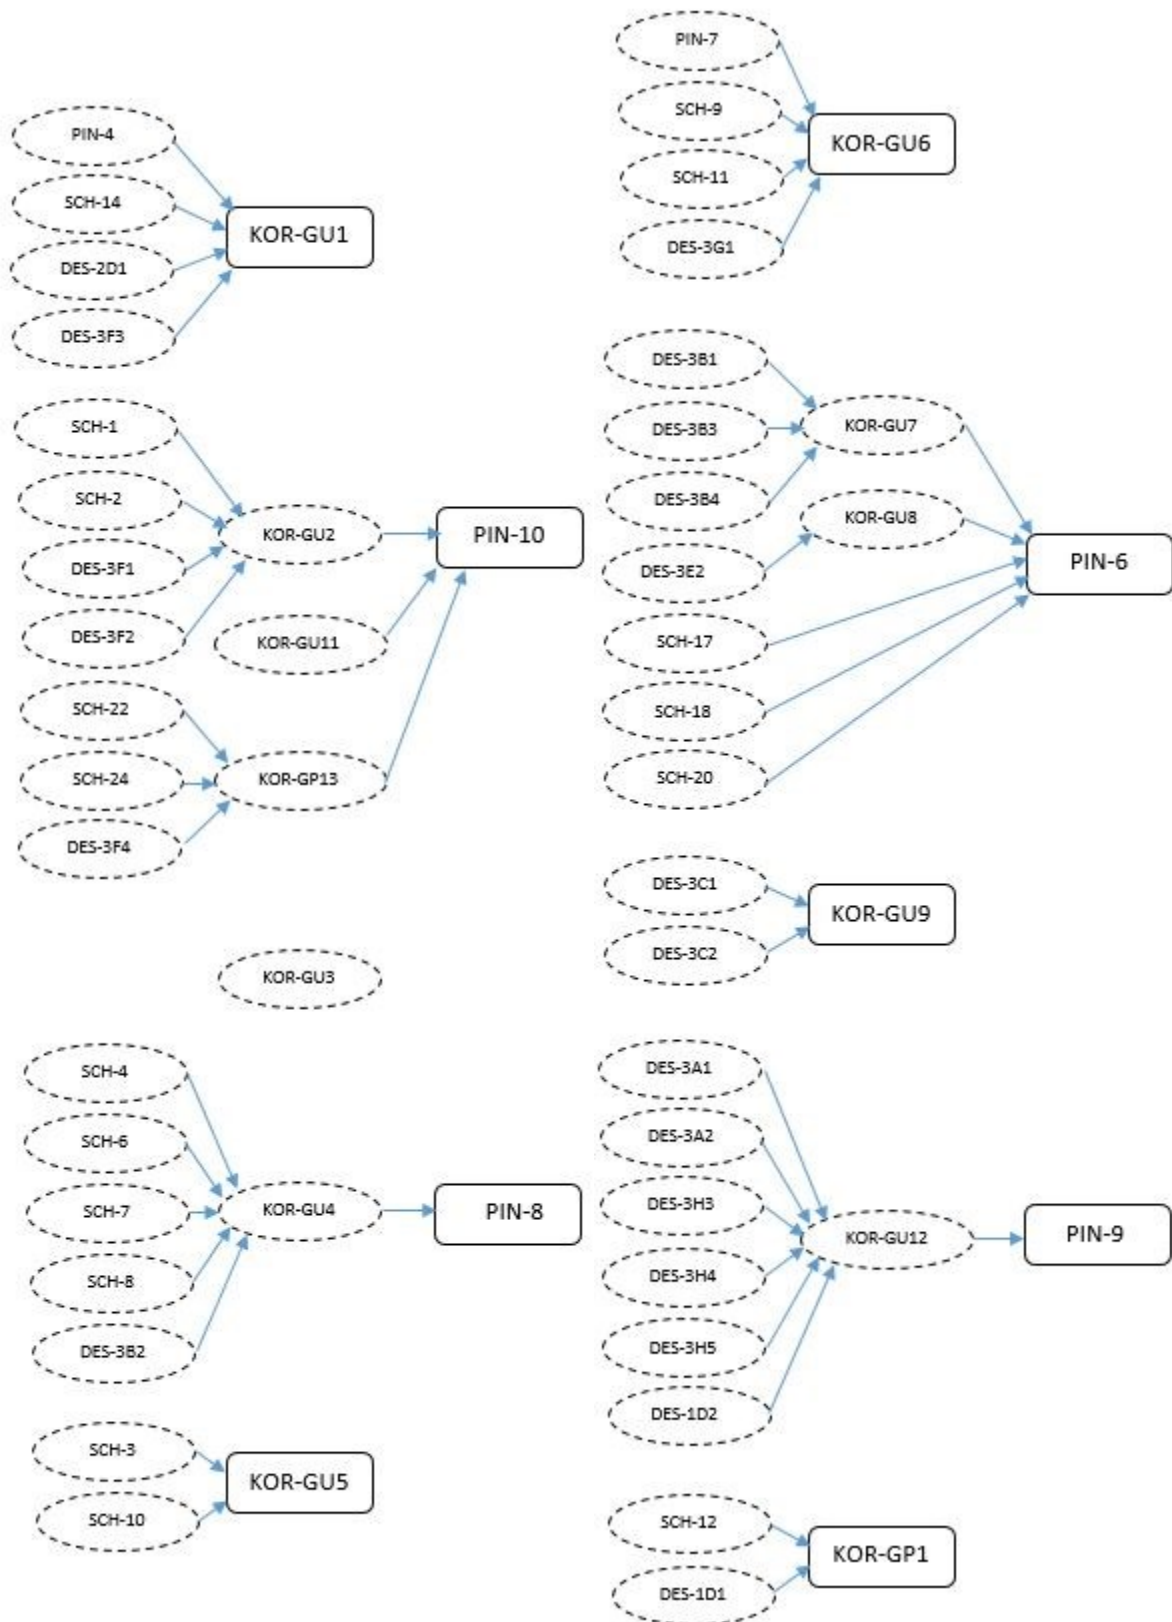 PIN-4
SCH-14
DES-2D1
DES-3F3
KOR-GU1
SCH-1
SCH-2
DES-3F1
DES-3F2
KOR-GU2
KOR-GU11
SCH-22
SCH-24
DES-3F4
KOR-GP13
PIN-10
KOR-GU3
SCH-4
SCH-6
SCH-7
SCH-8
DES-3B2
KOR-GU4
PIN-8
SCH-3
SCH-10
KOR-GU5
PIN-7
SCH-9
SCH-11
DES-3G1
KOR-GU6
DES-3B1
DES-3B3
DES-3B4
KOR-GU7
DES-3E2
KOR-GU8
SCH-17
SCH-18
SCH-20
PIN-6
DES-3C1
DES-3C2
KOR-GU9
DES-3A1
DES-3A2
DES-3H3
DES-3H4
DES-3H5
DES-1D2
KOR-GU12
PIN-9
SCH-12
DES-1D1
KOR-GP1